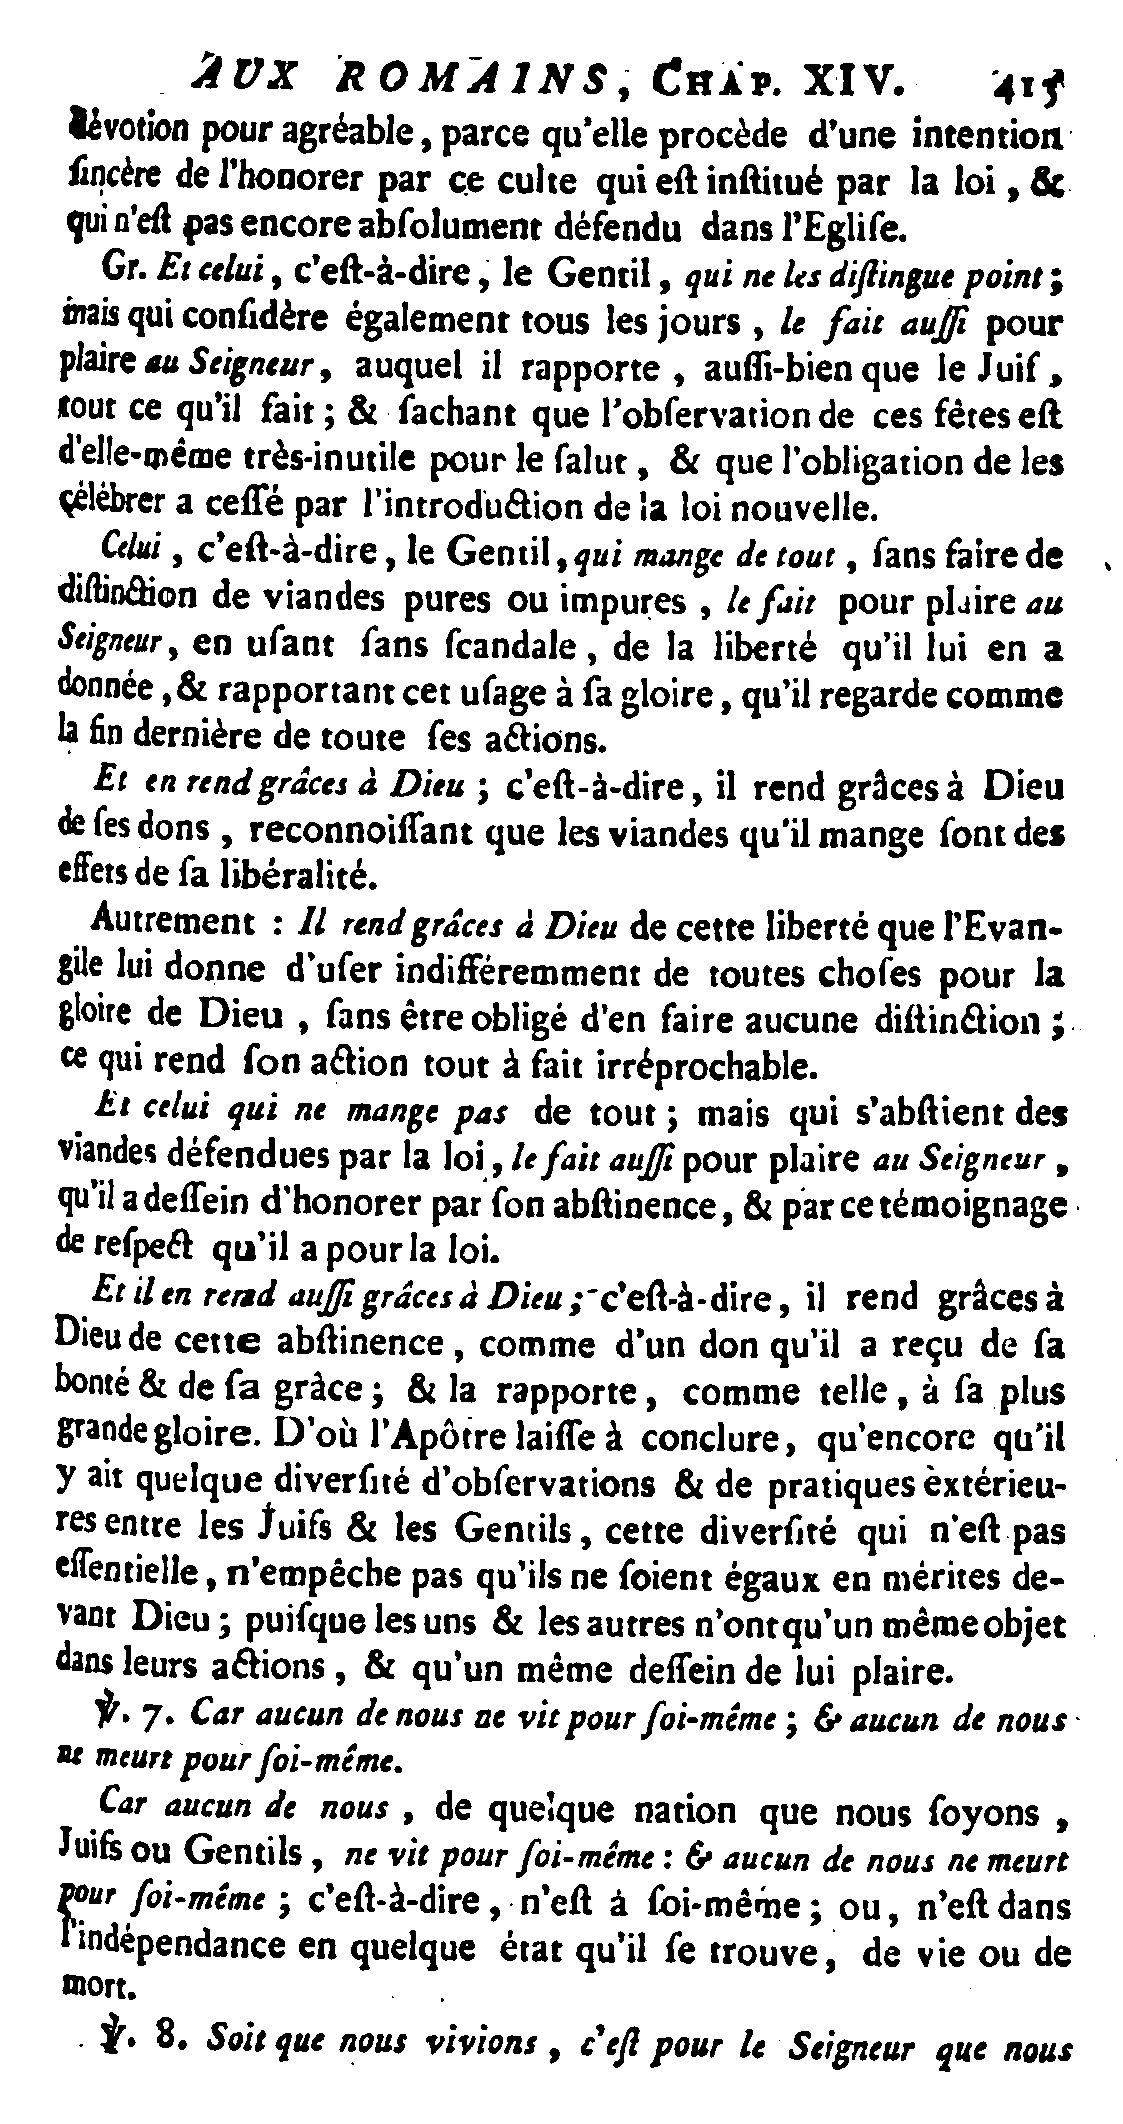 AUX ROMAINS, CHAP. XIV. 415
dévotion pour agréable, parce qu'elle procède d'une intention
ſincère de l'honorer par ce culte qui eſt inſtitué par la loi, &
qui n'eſt pas encore abſolument défendu dans l'Egliſe.
Gr. Et celui, c'eſt-à-dire, le Gentil, qui ne les diſtingue point;
mais qui conſidère également tous les jours, le fait auſſi pour
plaire au Seigneur, auquel il rapporte, auſſi-bien que le Juif,
tout ce qu'il fait; & ſachant que l'obſervation de ces fêtes eſt
d'elle-même très-inutile pour le ſalut, & que l'obligation de les
célébrer a ceſſé par l'introduction de la loi nouvelle.
Celui, c'eſt-à-dire, le Gentil, qui mange de tout, ſans faire de
diſtinction de viandes pures ou impures, le fait pour plaire au
Seigneur, en uſant ſans ſcandale, de la liberté qu'il lui en a
donnée, & rapportant cet uſage à ſa gloire, qu'il regarde comme
la fin dernière de toute ſes actions.
Et en rend grâces à Dieu; c'eſt-à-dire, il rend grâces à Dieu
de ſes dons, reconnoiſſant que les viandes qu'il mange ſont des
effets de ſa libéralité.
Autrement : Il rend grâces à Dieu de cette liberté que l'Evan-
gile lui donne d'uſer indifféremment de toutes choſes pour la
gloire de Dieu, ſans être obligé d'en faire aucune diſtinction;
ce qui rend ſon action tout à fait irréprochable.
Et celui qui ne mange pas de tout; mais qui s'abſtient des
viandes défendues par la loi, le fait auſſi pour plaire au Seigneur,
qu'il a deſſein d'honorer par ſon abſtinence, & par ce témoignage
de reſpect qu'il a pour la loi.
Et il en rend auſſi grâces à Dieu; c'eſt-à-dire, il rend grâces à
Dieu de cette abſtinence, comme d'un don qu'il a reçu de ſa
bonté & de ſa grâce; & la rapporte, comme telle, à ſa plus
grande gloire. D'où l'Apôtre laiſſe à conclure, qu'encore qu'il
y ait quelque diverſité d'obſervations & de pratiques èxtérieu-
res entre les Juifs & les Gentils, cette diverſité qui n'eſt pas
eſſentielle, n'empêche pas qu'ils ne ſoient égaux en mérites de-
vant Dieu; puiſque les uns & les autres n'ont qu'un même objet
dans leurs actions, & qu'un même deſſein de lui plaire.
℣. 7. Car aucun de nous ne vit pour ſoi-même; & aucun de nous
ne meurt pour ſoi-même.
Car aucun de nous, de quelque nation que nous ſoyons,
Juifs ou Gentils, ne vit pour ſoi-même : & aucun de nous ne meurt
pour ſoi-même; c'eſt-à-dire, n'eſt à ſoi-même; ou, n'eſt dans
l'indépendance en quelque état qu'il ſe trouve, de vie ou de
mort.
℣. 8. Soit que nous vivions, c'eſt pour le Seigneur que nous